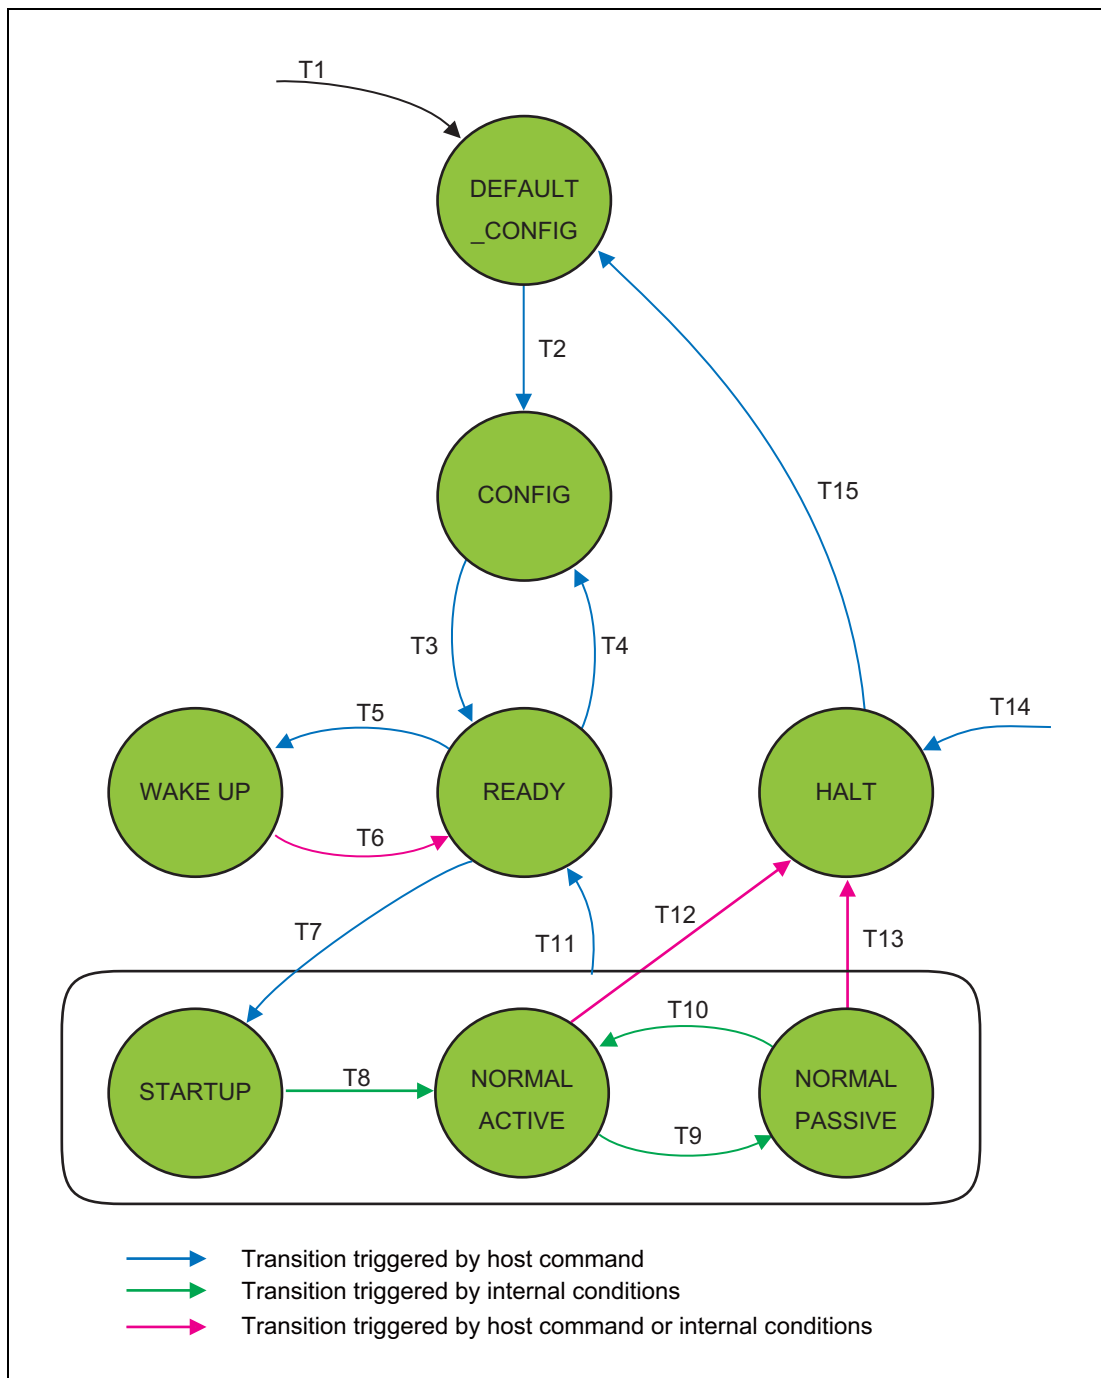 T1
DEFAULT
_CONFIG
T2
CONFIG
T15
T3
T4
T5
T14
WAKE UP
READY
HALT
T6
T12
T7
T11
T13
T10
STARTUP
T8
NORMAL
ACTIVE
NORMAL
PASSIVE
T9
Transition triggered by host command
Transition triggered by internal conditions
Transition triggered by host command or internal conditions